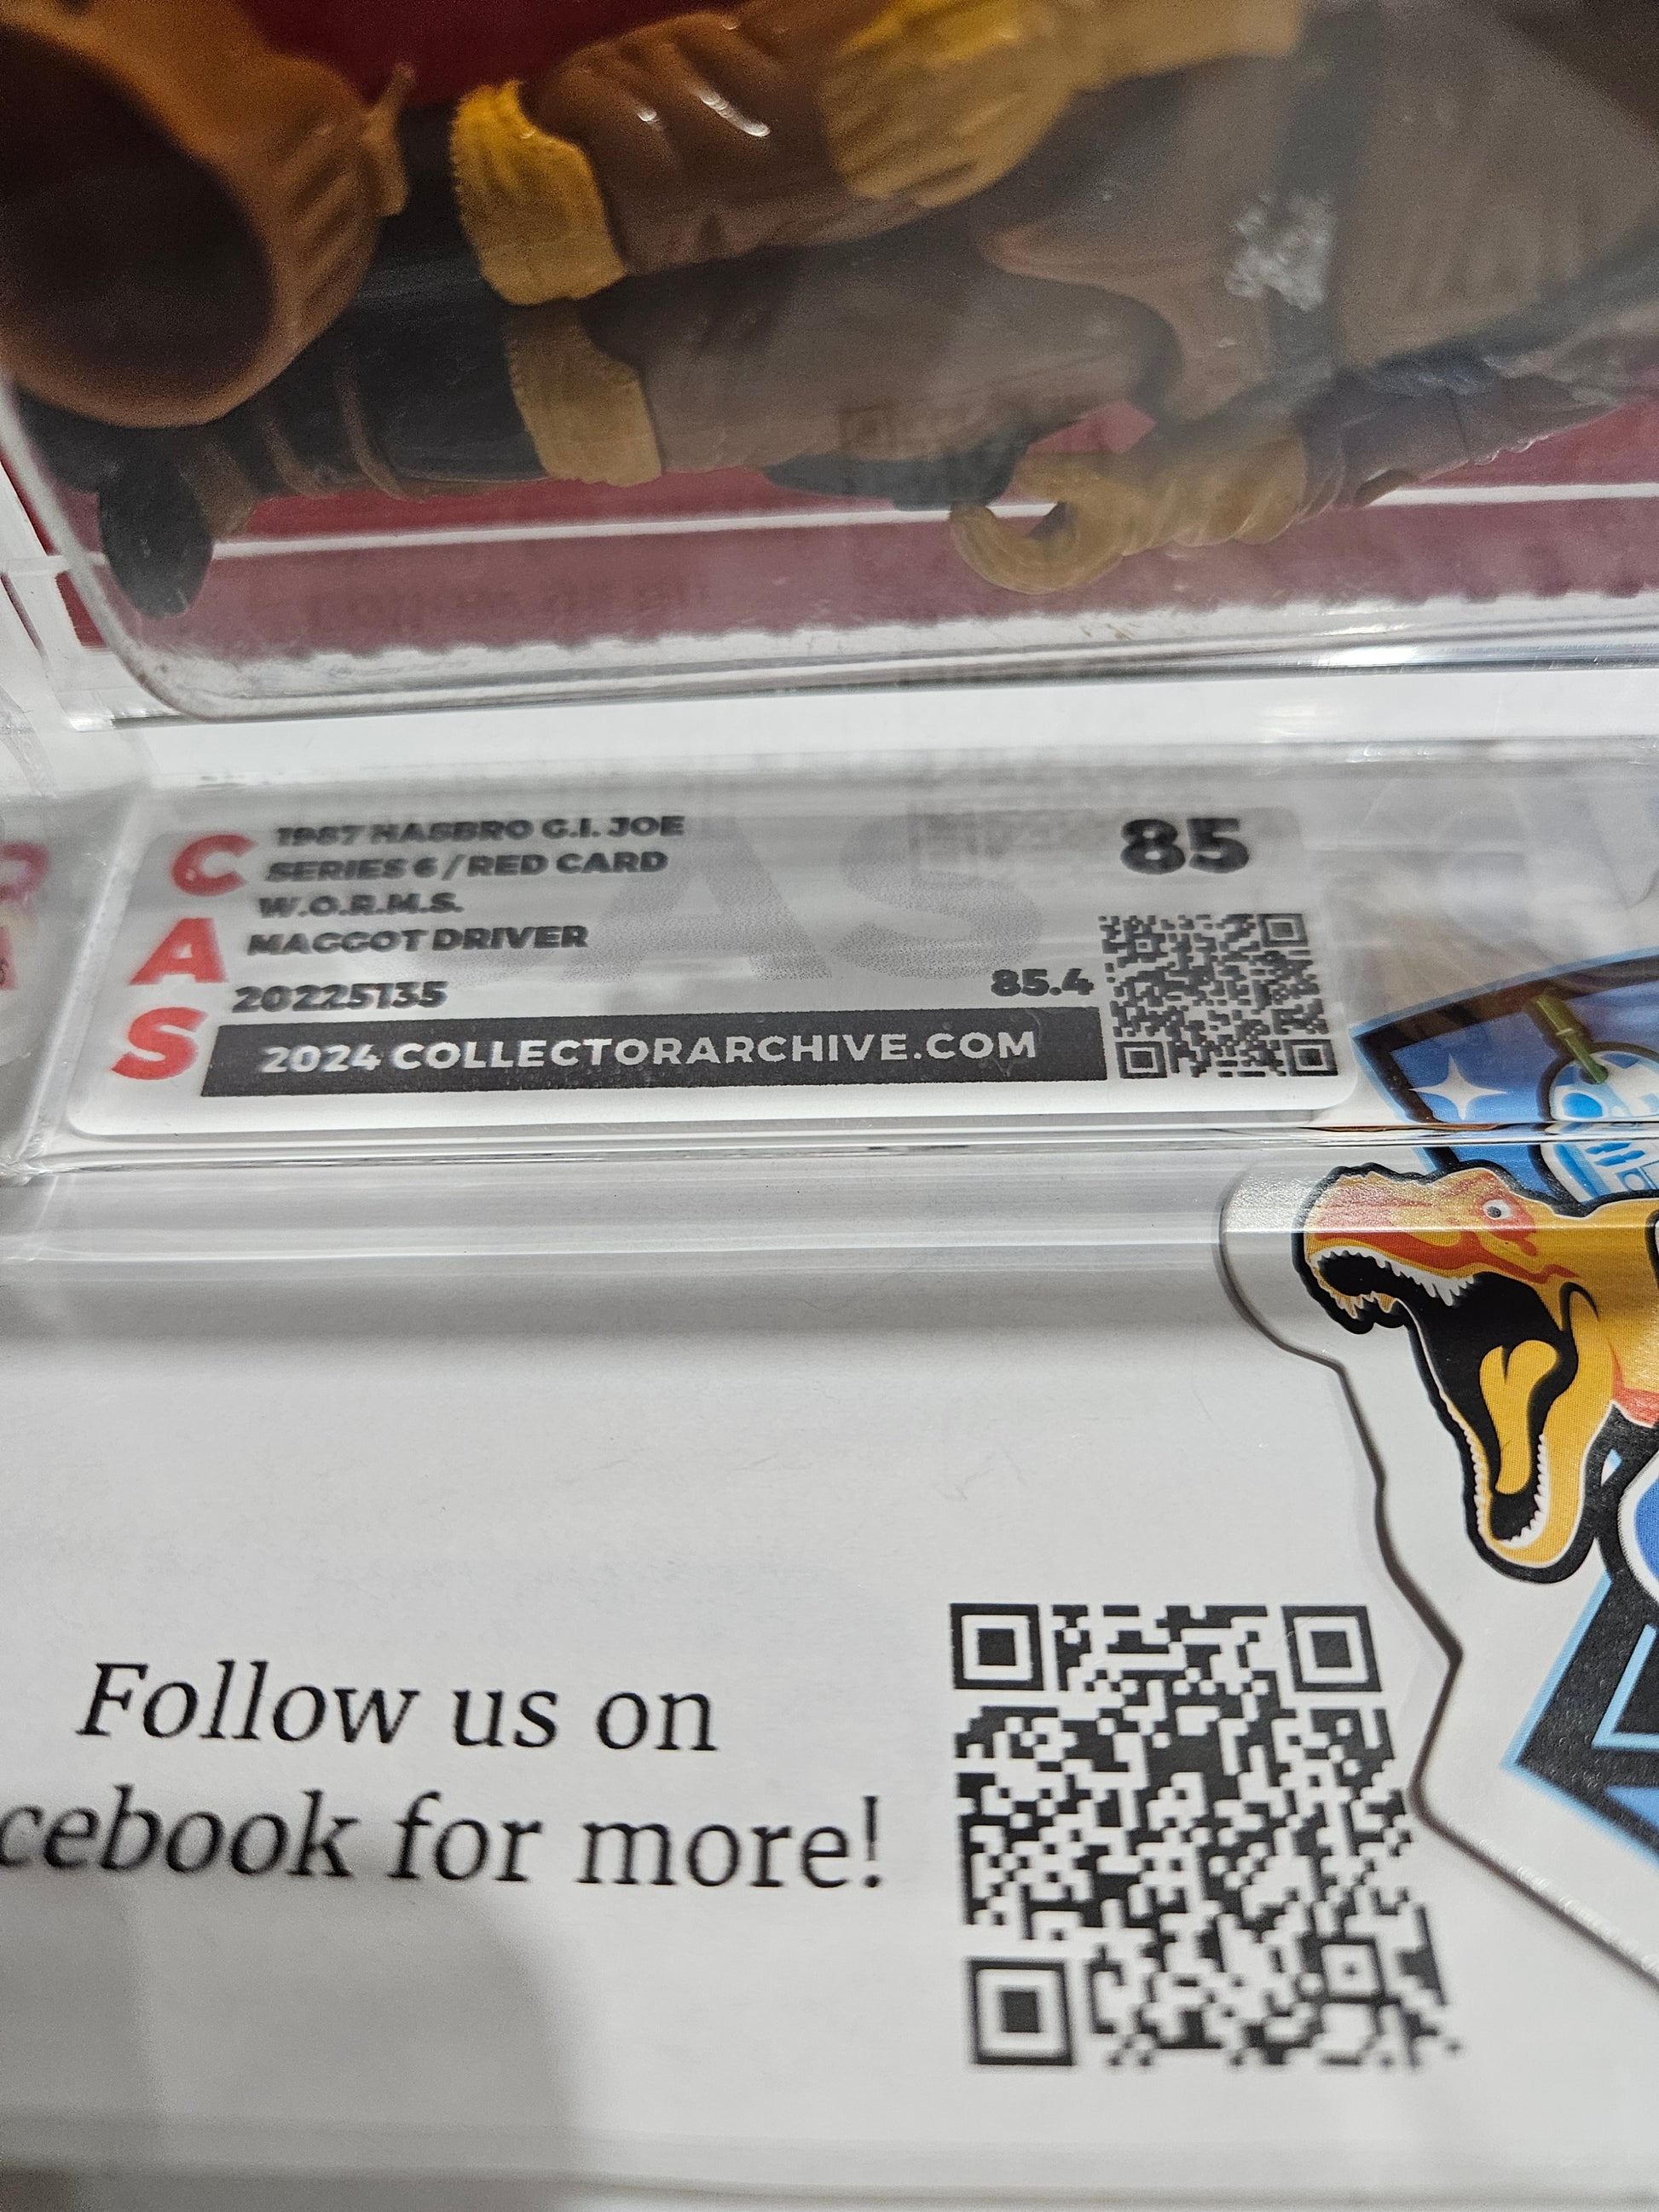 CAS
1987 HASBRO G.I. JOE
SERIES 6 / RED CARD
W.O.R.M.S.
MAGGOT DRIVER
20225135
85
85.4
2024 COLLECTORARCHIVE.COM
Follow us on
cebook for more!